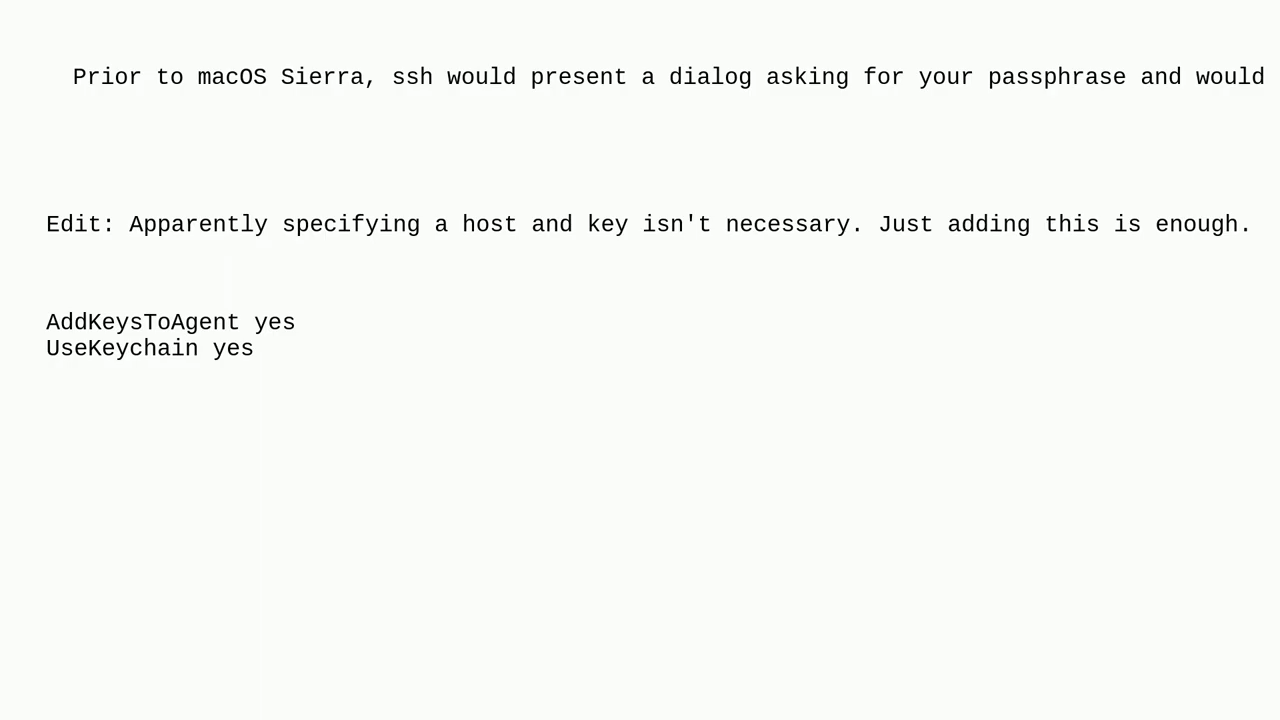 Prior to macOS Sierra, ssh would present a dialog asking for your passphrase and would
Edit: Apparently specifying a host and key isn't necessary. Just adding this is enough.
AddKeysToAgent yes
UseKeychain yes